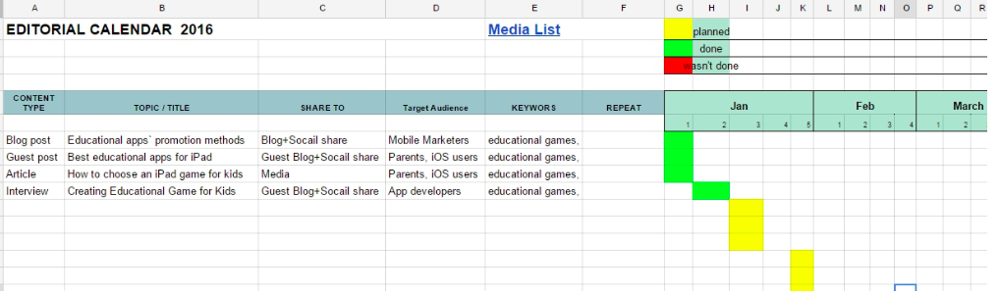 A B C D E F G H I J K L M N O P Q R
EDITORIAL CALENDAR 2016 Media List planned
done
wasn't done
CONTENT TYPE TOPIC / TITLE SHARE TO Target Audience KEYWORS REPEAT Jan Feb March
1 2 3 4 5 1 2 3 4 1 2
Blog post Educational apps` promotion methods Blog+Socail share Mobile Marketers educational games,
Guest post Best educational apps for iPad Guest Blog+Socail share Parents, iOS users educational games,
Article How to choose an iPad game for kids Media Parents, iOS users educational games,
Interview Creating Educational Game for Kids Guest Blog+Socail share App developers educational games,